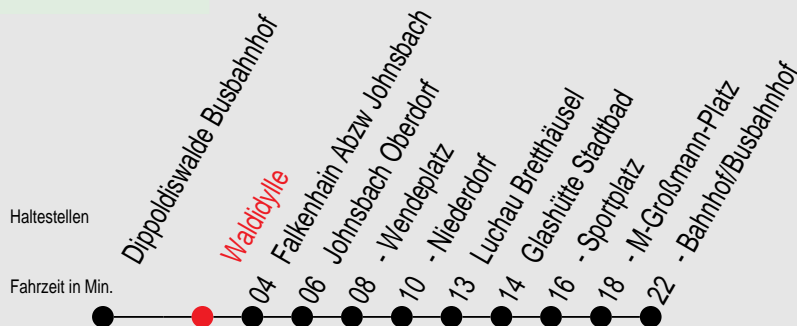 Dippoldiswalde Busbahnhof
Waldidylle
04 Falkenhain Abzw Johnsbach
06 Johnsbach Oberdorf
08 - Wendeplatz
10 - Niederdorf
13 Luchau Bretthäusel
14 Glashütte Stadtbad
16 - Sportplatz
18 - M-Großmann-Platz
22 - Bahnhof/Busbahnhof
Haltestellen
Fahrzeit in Min.